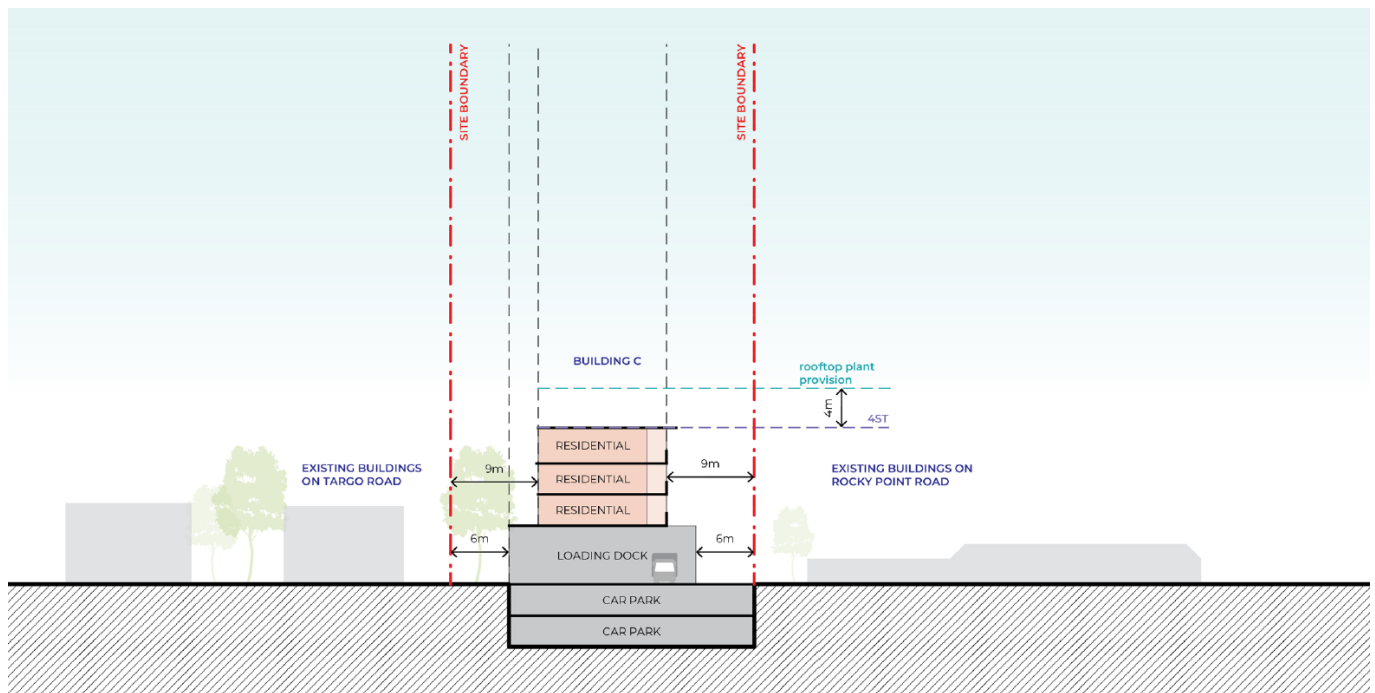 SITE BOUNDARY
SITE BOUNDARY
BUILDING C
rooftop plant
provision
4m
4ST
RESIDENTIAL
EXISTING BUILDINGS
ON TARGO ROAD
9m
9m
EXISTING BUILDINGS ON
ROCKY POINT ROAD
RESIDENTIAL
RESIDENTIAL
6m
LOADING DOCK
6m
CAR PARK
CAR PARK